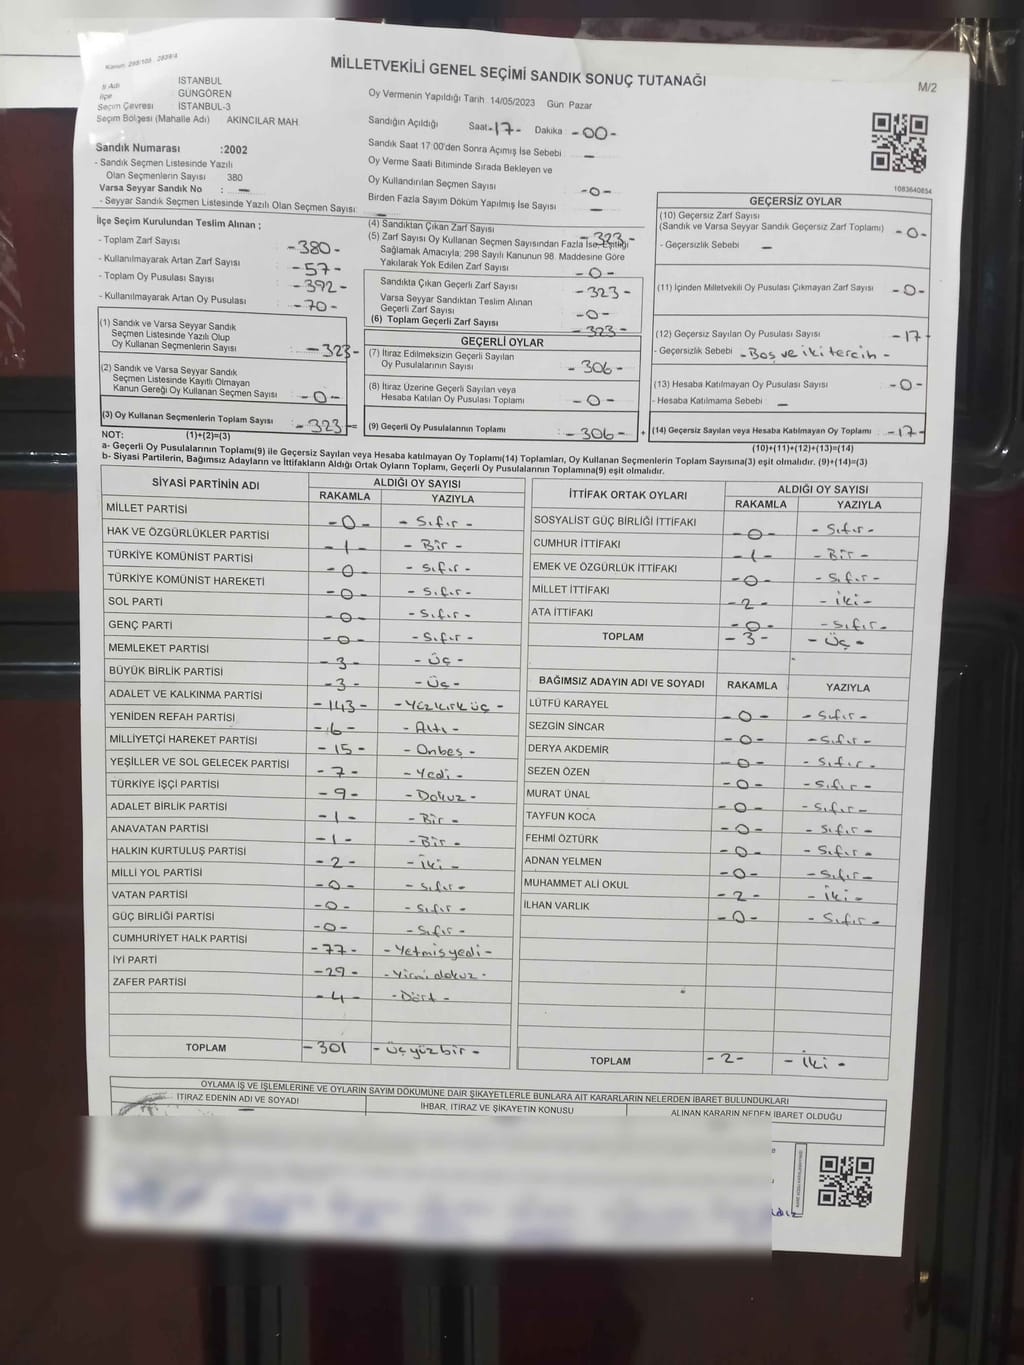 Kanun: 298/105, 2839/4
MİLLETVEKİLİ GENEL SEÇİMİ SANDIK SONUÇ TUTANAĞI
M/2
İl Adı : İSTANBUL
İlçe : GÜNGÖREN
Seçim Çevresi : İSTANBUL-3
Seçim Bölgesi (Mahalle Adı) AKINCILAR MAH.
Sandık Numarası :2002
- Sandık Seçmen Listesinde Yazılı
Olan Seçmenlerin Sayısı 380
Varsa Seyyar Sandık No : -
- Seyyar Sandık Seçmen Listesinde Yazılı Olan Seçmen Sayısı: -
Oy Vermenin Yapıldığı Tarih 14/05/2023 Gün Pazar
Sandığın Açıldığı Saat -17- Dakika -00-
Sandık Saat 17:00'den Sonra Açımış İse Sebebi -
Oy Verme Saati Bitiminde Sırada Bekleyen ve
Oy Kullandırılan Seçmen Sayısı -0-
Birden Fazla Sayım Döküm Yapılmış İse Sayısı -
1083640854
İlçe Seçim Kurulundan Teslim Alınan ;
- Toplam Zarf Sayısı -380-
- Kullanılmayarak Artan Zarf Sayısı -57-
- Toplam Oy Pusulası Sayısı -392-
- Kullanılmayarak Artan Oy Pusulası -70-
(1) Sandık ve Varsa Seyyar Sandık
Seçmen Listesinde Yazılı Olup
Oy Kullanan Seçmenlerin Sayısı : -323-
(2) Sandık ve Varsa Seyyar Sandık
Seçmen Listesinde Kayıtlı Olmayan
Kanun Gereği Oy Kullanan Seçmen Sayısı : -0-
(3) Oy Kullanan Seçmenlerin Toplam Sayısı : -323-
(4) Sandıktan Çıkan Zarf Sayısı -323-
(5) Zarf Sayısı Oy Kullanan Seçmen Sayısından Fazla İse, Eşitliği
Sağlamak Amacıyla, 298 Sayılı Kanunun 98. Maddesine Göre
Yakılarak Yok Edilen Zarf Sayısı -0-
Sandıkta Çıkan Geçerli Zarf Sayısı -323-
Varsa Seyyar Sandıktan Teslim Alınan
Geçerli Zarf Sayısı -0-
(6) Toplam Geçerli Zarf Sayısı -323-
GEÇERLİ OYLAR
(7) İtiraz Edilmeksizin Geçerli Sayılan
Oy Pusulalarının Sayısı -306-
(8) İtiraz Üzerine Geçerli Sayılan veya
Hesaba Katılan Oy Pusulası Toplamı -0-
(9) Geçerli Oy Pusulalarının Toplamı -306-
GEÇERSİZ OYLAR
(10) Geçersiz Zarf Sayısı
(Sandık ve Varsa Seyyar Sandık Geçersiz Zarf Toplamı) -0-
- Geçersizlik Sebebi -
(11) İçinden Milletvekili Oy Pusulası Çıkmayan Zarf Sayısı -0-
(12) Geçersiz Sayılan Oy Pusulası Sayısı -17-
- Geçersizlik Sebebi -Boş ve iki tercih-
(13) Hesaba Katılmayan Oy Pusulası Sayısı -0-
- Hesaba Katılmama Sebebi -
(14) Geçersiz Sayılan veya Hesaba Katılmayan Oy Toplamı -17-
NOT: (1)+(2)=(3) (10)+(11)+(12)+(13)=(14)
a- Geçerli Oy Pusulalarının Toplamı(9) ile Geçersiz Sayılan veya Hesaba katılmayan Oy Toplamı(14) Toplamları, Oy Kullanan Seçmenlerin Toplam Sayısına(3) eşit olmalıdır. (9)+(14)=(3)
b- Siyasi Partilerin, Bağımsız Adayların ve İttifakların Aldığı Ortak Oyların Toplamı, Geçerli Oy Pusulalarının Toplamına(9) eşit olmalıdır.
SİYASİ PARTİNİN ADI ALDIĞI OY SAYISI
RAKAMLA YAZIYLA
MİLLET PARTİSİ -0- -Sıfır-
HAK VE ÖZGÜRLÜKLER PARTİSİ -1- -Bir-
TÜRKİYE KOMÜNİST PARTİSİ -0- -Sıfır-
TÜRKİYE KOMÜNİST HAREKETİ -0- -Sıfır-
SOL PARTİ -0- -Sıfır-
GENÇ PARTİ -0- -Sıfır-
MEMLEKET PARTİSİ -3- -Üç-
BÜYÜK BİRLİK PARTİSİ -3- -Üç-
ADALET VE KALKINMA PARTİSİ -143- -Yüzkırküç-
YENİDEN REFAH PARTİSİ -6- -Altı-
MİLLİYETÇİ HAREKET PARTİSİ -15- -Onbeş-
YEŞİLLER VE SOL GELECEK PARTİSİ -7- -Yedi-
TÜRKİYE İŞÇİ PARTİSİ -9- -Dokuz-
ADALET BİRLİK PARTİSİ -1- -Bir-
ANAVATAN PARTİSİ -1- -Bir-
HALKIN KURTULUŞ PARTİSİ -2- -İki-
MİLLİ YOL PARTİSİ -0- -Sıfır-
VATAN PARTİSİ -0- -Sıfır-
GÜÇ BİRLİĞİ PARTİSİ -0- -Sıfır-
CUMHURİYET HALK PARTİSİ -77- -Yetmişyedi-
İYİ PARTİ -29- -Yirmidokuz-
ZAFER PARTİSİ -4- -Dört-
TOPLAM -301 -Üçyüzbir-
İTTİFAK ORTAK OYLARI ALDIĞI OY SAYISI
RAKAMLA YAZIYLA
SOSYALİST GÜÇ BİRLİĞİ İTTİFAKI -0- -Sıfır-
CUMHUR İTTİFAKI -1- -Bir-
EMEK VE ÖZGÜRLÜK İTTİFAKI -0- -Sıfır-
MİLLET İTTİFAKI -2- -İki-
ATA İTTİFAKI -0- -Sıfır-
TOPLAM -3- -Üç-
BAĞIMSIZ ADAYIN ADI VE SOYADI RAKAMLA YAZIYLA
LÜTFÜ KARAYEL -0- -Sıfır-
SEZGİN SİNCAR -0- -Sıfır-
DERYA AKDEMİR -0- -Sıfır-
SEZEN ÖZEN -0- -Sıfır-
MURAT ÜNAL -0- -Sıfır-
TAYFUN KOCA -0- -Sıfır-
FEHMİ ÖZTÜRK -0- -Sıfır-
ADNAN YELMEN -0- -Sıfır-
MUHAMMET ALİ OKUL -2- -İki-
İLHAN VARLIK -0- -Sıfır-
TOPLAM -2- -İki-
OYLAMA İŞ VE İŞLEMLERİNE VE OYLARIN SAYIM DÖKÜMÜNE DAİR ŞİKAYETLERLE BUNLARA AİT KARARLARIN NELERDEN İBARET BULUNDUKLARI
İTİRAZ EDENİN ADI VE SOYADI İHBAR, İTİRAZ VE ŞİKAYETİN KONUSU ALINAN KARARIN NEDEN İBARET OLDUĞU